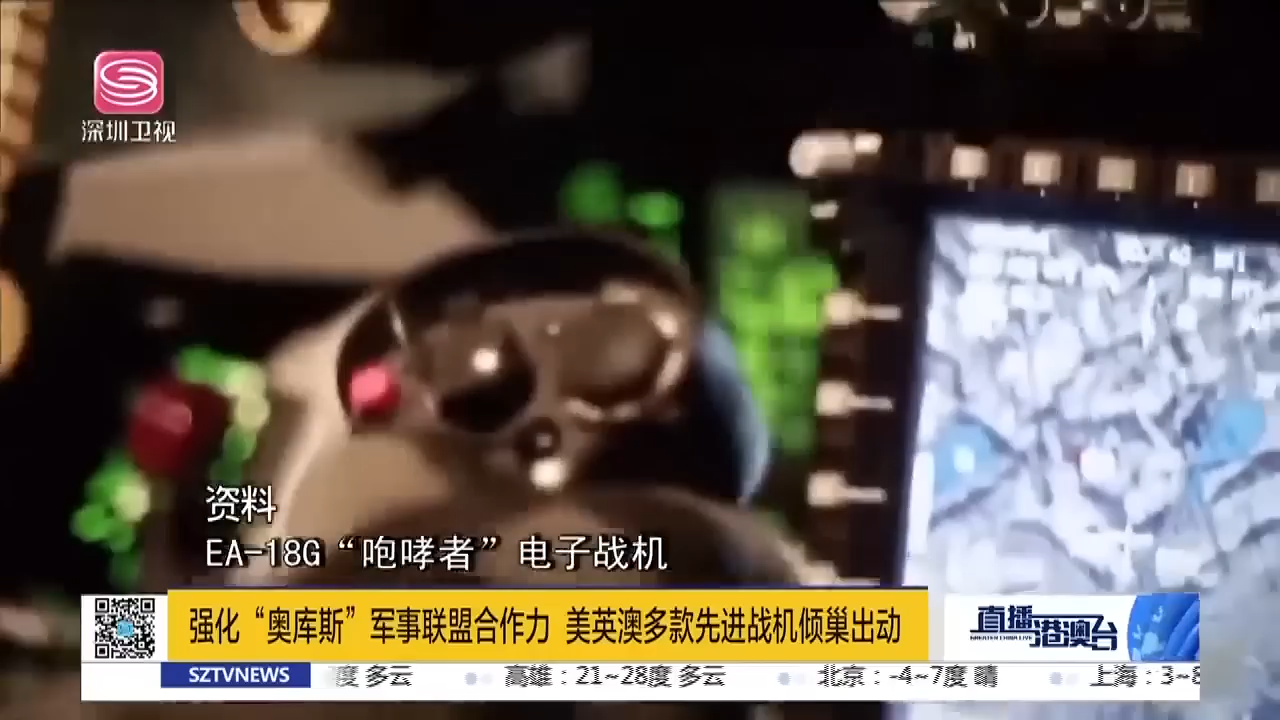 深圳卫视
资料
EA-18G“咆哮者”电子战机
强化“奥库斯”军事联盟合作力 美英澳多款先进战机倾巢出动
直播港澳台
GREATER CHINA LIVE
SZTVNEWS
度 多云 高雄：21~28度 多云 北京：-4~7度 晴 上海：3~8